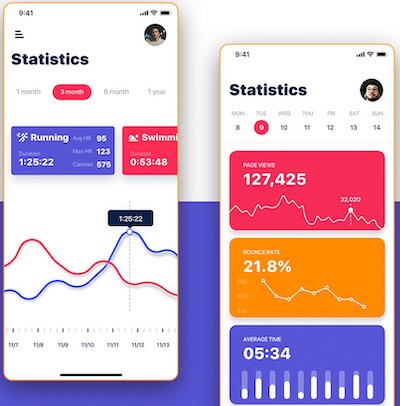 9:41
Statistics
1 month 3 month 6 month 1 year
Running
Avg HR 95
Max HR 123
Calories 575
Duration
1:25:22
Swimmi
Duration
0:53:48
1:25:22
11/7 11/8 11/9 11/10 11/11 11/12 11/13
9:41
Statistics
MON TUE WED THU FRI SAT SUN
8 9 10 11 12 13 14
PAGE VIEWS
127,425
32,020
BOUNCE RATE
21.8%
AVERAGE TIME
05:34